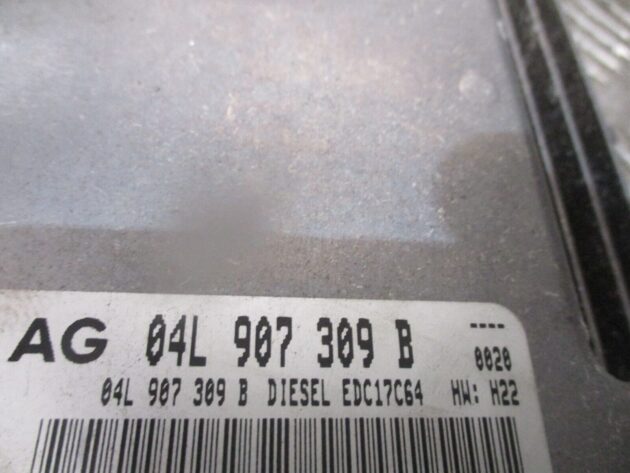 AG 04L 907 309 B ----
0020
04L 907 309 B DIESEL EDC17C64 HW: H22